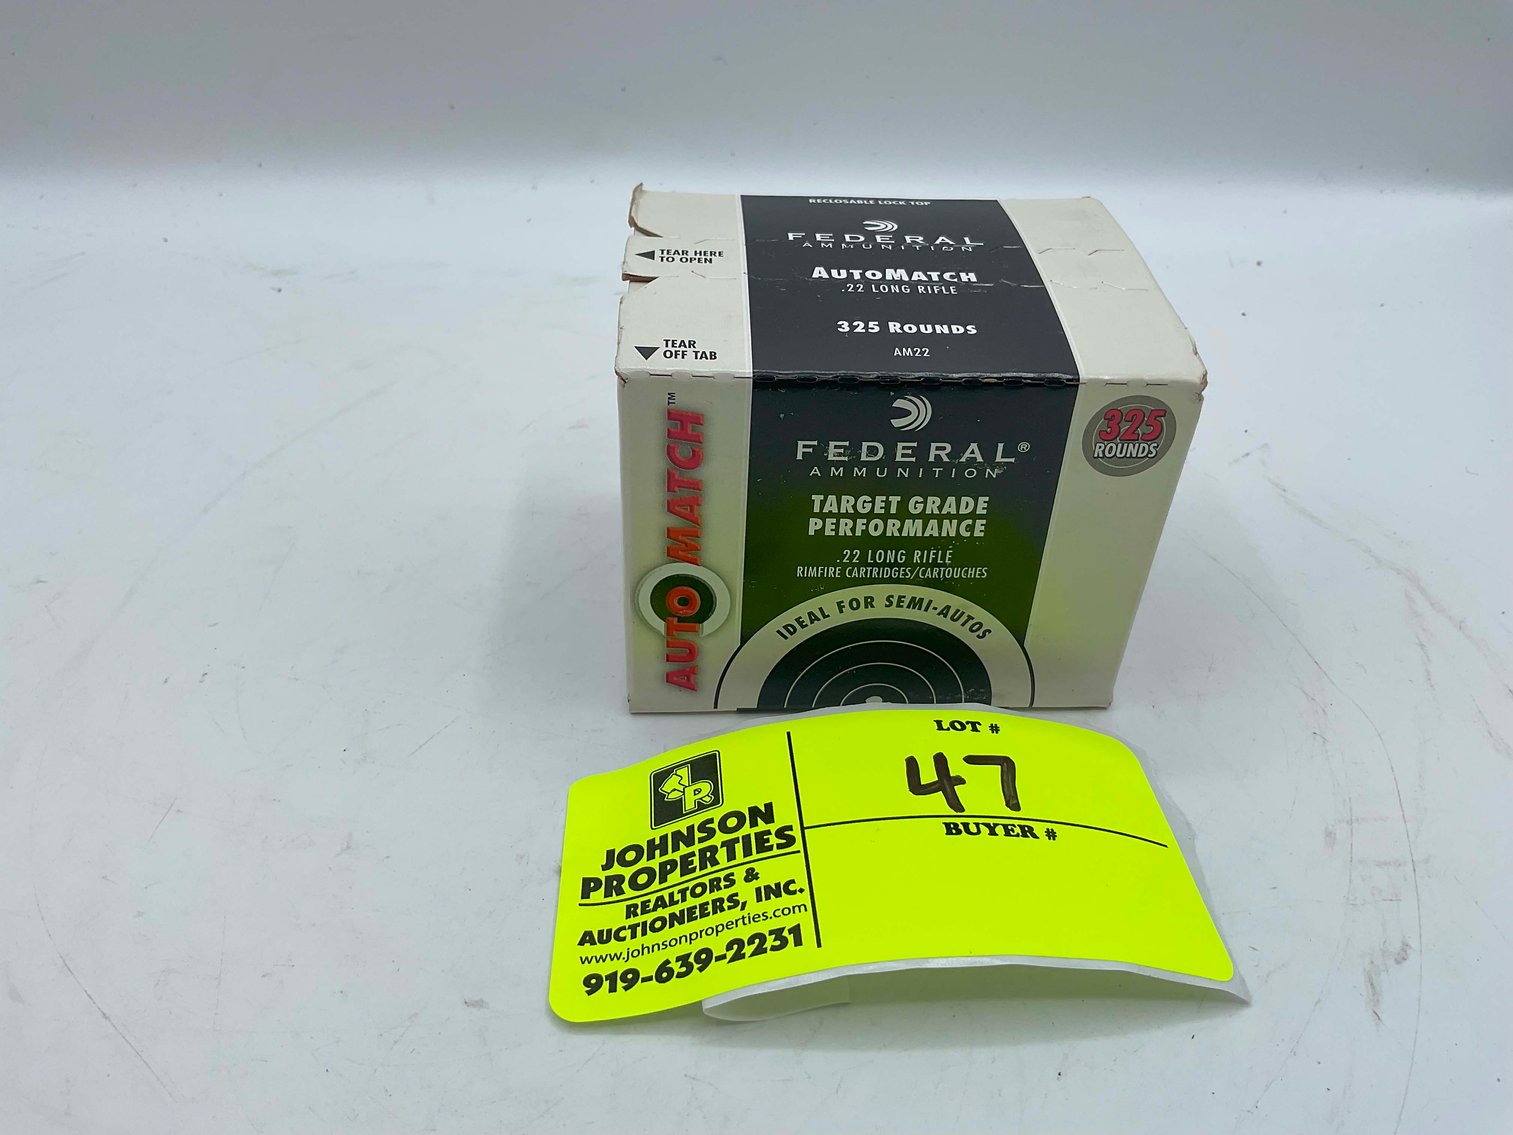 RECLOSABLE LOCK TOP
FEDERAL
AMMUNITION
TEAR HERE
TO OPEN
AUTOMATCH
.22 LONG RIFLE
325 ROUNDS
AM22
TEAR
OFF TAB
AUTOMATCH™
FEDERAL®
AMMUNITION
325
ROUNDS
TARGET GRADE
PERFORMANCE
.22 LONG RIFLE
RIMFIRE CARTRIDGES/CARTOUCHES
IDEAL FOR SEMI-AUTOS
LOT #
47
BUYER #
JOHNSON
PROPERTIES
REALTORS &
AUCTIONEERS, INC.
www.johnsonproperties.com
919-639-2231